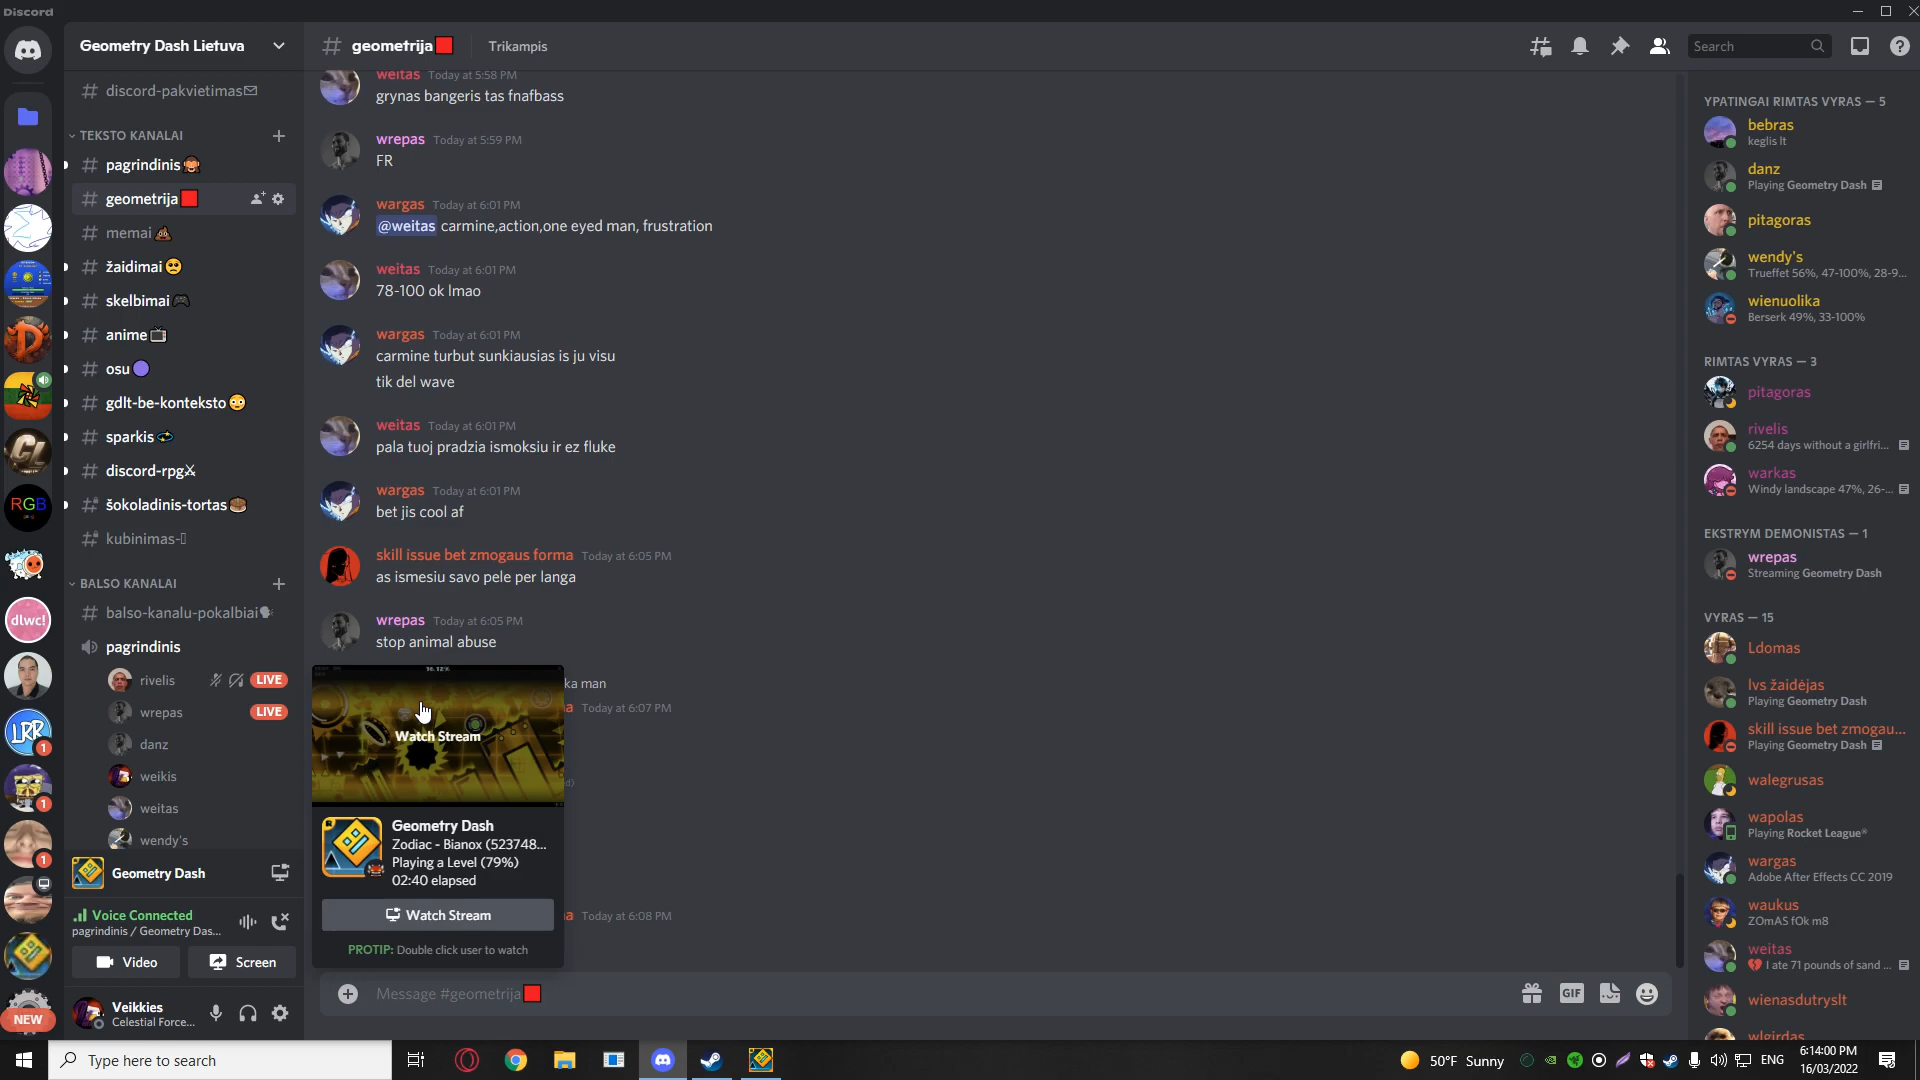 Discord
Geometry Dash Lietuva
# geometrija🟥
Trikampis
Search
# discord-pakvietimas✉
TEKSTO KANALAI
# pagrindinis🙈
# geometrija🟥
# memai💩
# žaidimai🥺
# skelbimai🎮
# anime📺
# osu🟣
# gdlt-be-konteksto😳
# sparkis💫
# discord-rpg⚔
# šokoladinis-tortas🎂
# kubinimas-▯
BALSO KANALAI
# balso-kanalu-pokalbiai🗣
pagrindinis
rivelis LIVE
wrepas LIVE
danz
weikis
weitas
wendy's
Geometry Dash
Voice Connected
pagrindinis / Geometry Das...
Video
Screen
Veikkies
Celestial Force...
RGB
CL
dlwc!
LRR
1
1
1
NEW
weitas Today at 5:58 PM
grynas bangeris tas fnafbass
wrepas Today at 5:59 PM
FR
wargas Today at 6:01 PM
@weitas carmine,action,one eyed man, frustration
weitas Today at 6:01 PM
78-100 ok lmao
wargas Today at 6:01 PM
carmine turbut sunkiausias is ju visu
tik del wave
weitas Today at 6:01 PM
pala tuoj pradzia ismoksiu ir ez fluke
wargas Today at 6:01 PM
bet jis cool af
skill issue bet zmogaus forma Today at 6:05 PM
as ismesiu savo pele per langa
wrepas Today at 6:05 PM
stop animal abuse
ka man
a Today at 6:07 PM
a Today at 6:08 PM
Watch Stream
Geometry Dash
Zodiac - Bianox (523748...
Playing a Level (79%)
02:40 elapsed
Watch Stream
PROTIP: Double click user to watch
Message #geometrija🟥
GIF
YPATINGAI RIMTAS VYRAS — 5
bebras
keglis lt
danz
Playing Geometry Dash
pitagoras
wendy's
Trueffet 56%, 47-100%, 28-9...
wienuolika
Berserk 49%, 33-100%
RIMTAS VYRAS — 3
pitagoras
rivelis
6254 days without a girlfri...
warkas
Windy landscape 47%, 26-...
EKSTRYM DEMONISTAS — 1
wrepas
Streaming Geometry Dash
VYRAS — 15
Ldomas
lvs žaidėjas
Playing Geometry Dash
skill issue bet zmogau...
Playing Geometry Dash
walegrusas
wapolas
Playing Rocket League®
wargas
Adobe After Effects CC 2019
waukus
ZOmAS fOk m8
weitas
💔 I ate 71 pounds of sand ...
wienasdutryslt
wlgirdas
Type here to search
50°F Sunny
ENG
6:14:00 PM
16/03/2022